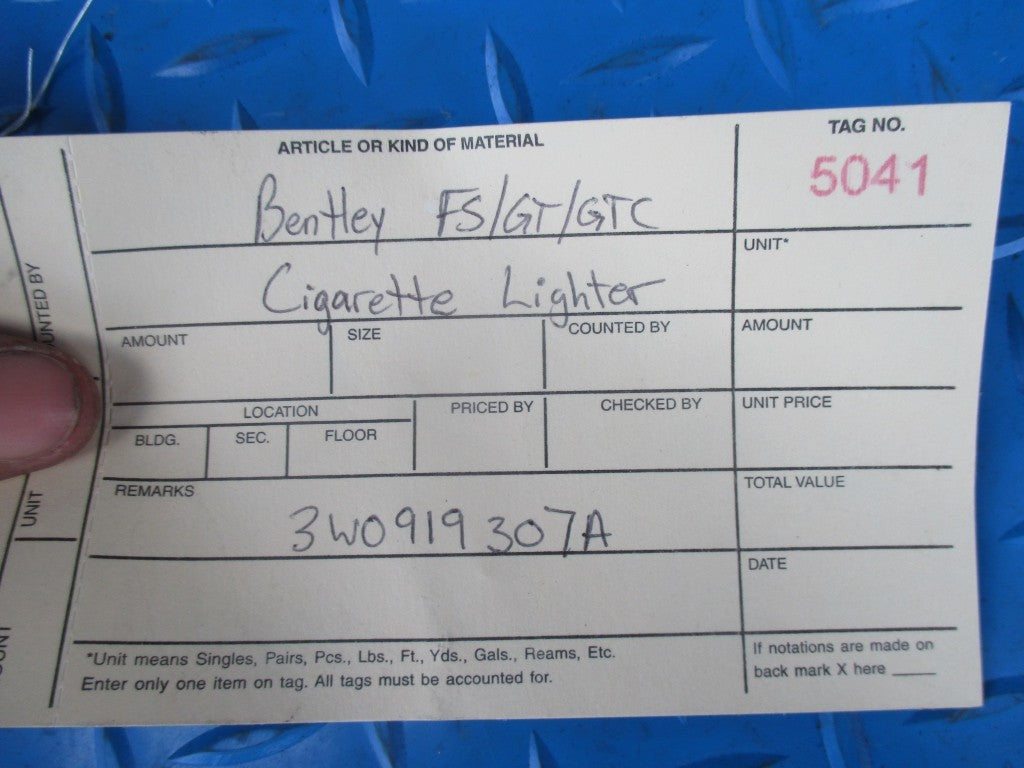 ARTICLE OR KIND OF MATERIAL
Bentley FS/GT/GTC
Cigarette Lighter
TAG NO.
5041
UNIT*
AMOUNT
SIZE
COUNTED BY
AMOUNT
LOCATION
BLDG.
SEC.
FLOOR
PRICED BY
CHECKED BY
UNIT PRICE
REMARKS
3W0919307A
TOTAL VALUE
DATE
*Unit means Singles, Pairs, Pcs., Lbs., Ft., Yds., Gals., Reams, Etc.
Enter only one item on tag. All tags must be accounted for.
If notations are made on
back mark X here _____
UNIT